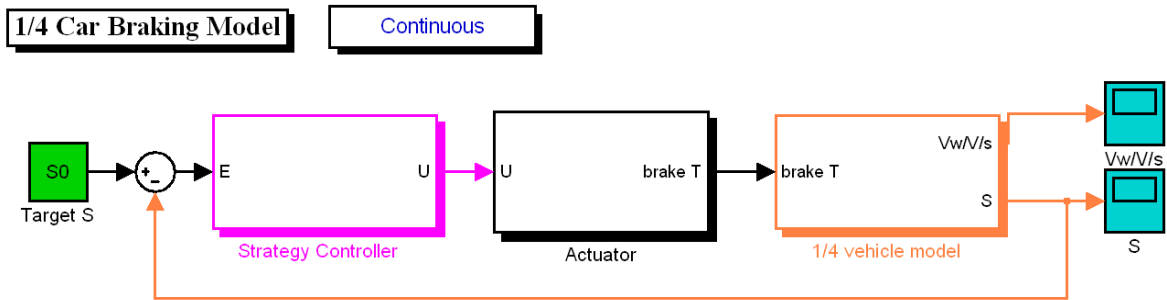 1/4 Car Braking Model
Continuous
S0
Target S
+
-
E
U
Strategy Controller
U
brake T
Actuator
brake T
Vw/V/s
S
1/4 vehicle model
Vw/V/s
S